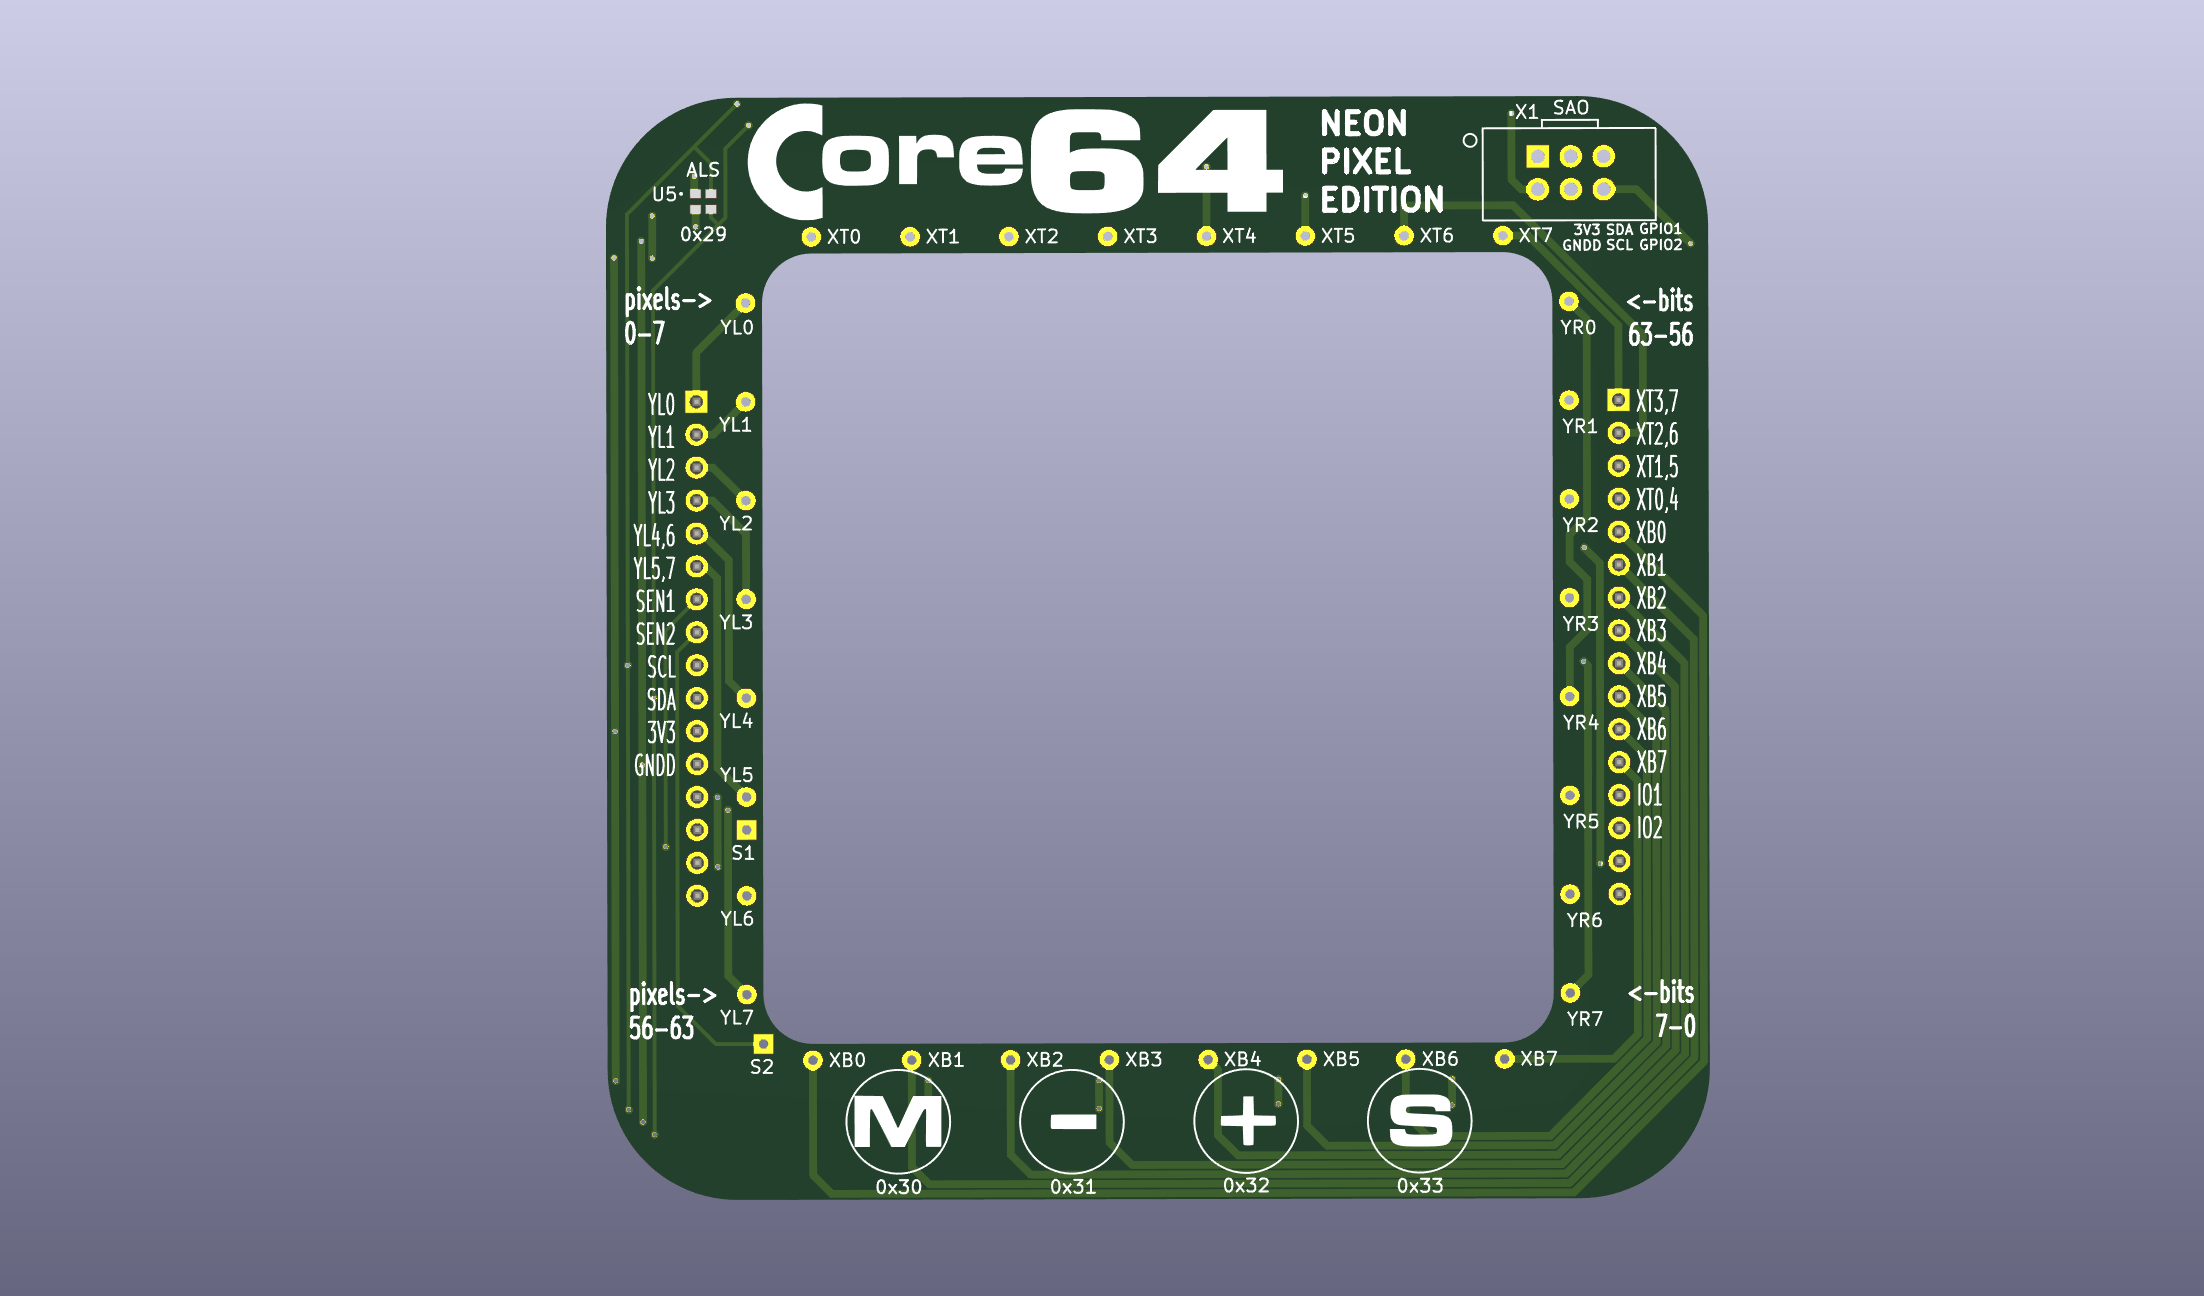 Core64
NEON
PIXEL
EDITION
X1 SAO
ALS
U5
0x29
XT0 XT1 XT2 XT3 XT4 XT5 XT6 XT7
3V3 SDA GPIO1
GNDD SCL GPIO2
pixels->
0-7
YL0
YR0
<-bits
63-56
YL0
YL1
YL2
YL3
YL4,6
YL5,7
SEN1
SEN2
SCL
SDA
3V3
GNDD
YL1
YL2
YL3
YL4
YL5
S1
YL6
YL7
S2
YR1
YR2
YR3
YR4
YR5
YR6
YR7
XT3,7
XT2,6
XT1,5
XT0,4
XB0
XB1
XB2
XB3
XB4
XB5
XB6
XB7
IO1
IO2
pixels->
56-63
<-bits
7-0
XB0 XB1 XB2 XB3 XB4 XB5 XB6 XB7
M - + S
0x30 0x31 0x32 0x33